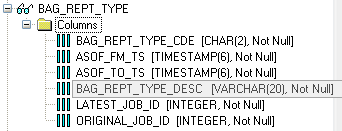 BAG_REPT_TYPE
Columns
BAG_REPT_TYPE_CDE [CHAR(2), Not Null]
ASOF_FM_TS [TIMESTAMP(6), Not Null]
ASOF_TO_TS [TIMESTAMP(6), Not Null]
BAG_REPT_TYPE_DESC [VARCHAR(20), Not Null]
LATEST_JOB_ID [INTEGER, Not Null]
ORIGINAL_JOB_ID [INTEGER, Not Null]